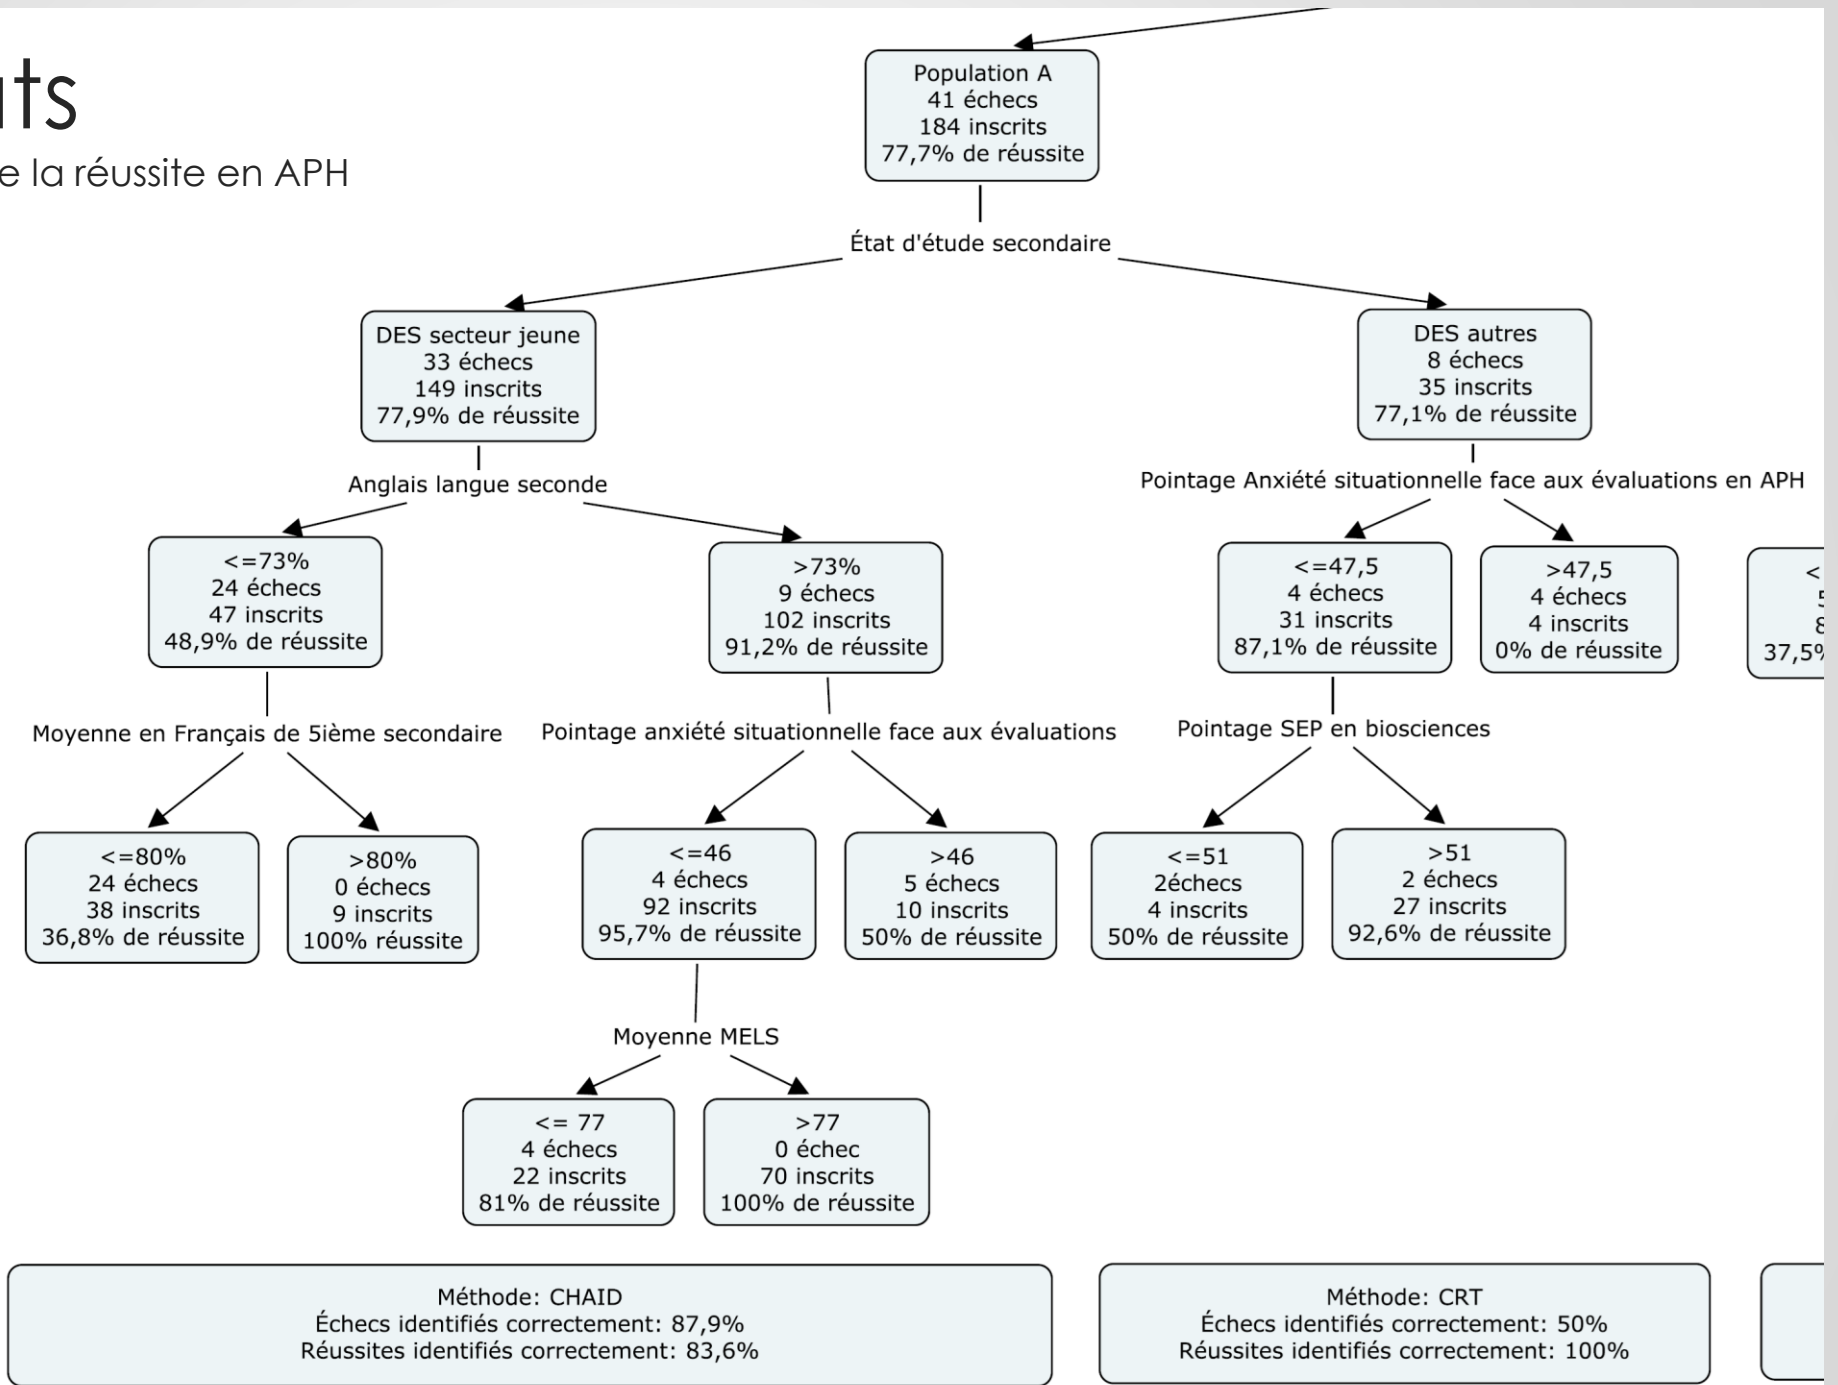 ats
e la réussite en APH
Population A
41 échecs
184 inscrits
77,7% de réussite
État d'étude secondaire
DES secteur jeune
33 échecs
149 inscrits
77,9% de réussite
DES autres
8 échecs
35 inscrits
77,1% de réussite
Anglais langue seconde
Pointage Anxiété situationnelle face aux évaluations en APH
<=73%
24 échecs
47 inscrits
48,9% de réussite
>73%
9 échecs
102 inscrits
91,2% de réussite
<=47,5
4 échecs
31 inscrits
87,1% de réussite
>47,5
4 échecs
4 inscrits
0% de réussite
<
5
8
37,5%
Moyenne en Français de 5ième secondaire
Pointage anxiété situationnelle face aux évaluations
Pointage SEP en biosciences
<=80%
24 échecs
38 inscrits
36,8% de réussite
>80%
0 échecs
9 inscrits
100% réussite
<=46
4 échecs
92 inscrits
95,7% de réussite
>46
5 échecs
10 inscrits
50% de réussite
<=51
2échecs
4 inscrits
50% de réussite
>51
2 échecs
27 inscrits
92,6% de réussite
Moyenne MELS
<= 77
4 échecs
22 inscrits
81% de réussite
>77
0 échec
70 inscrits
100% de réussite
Méthode: CHAID
Échecs identifiés correctement: 87,9%
Réussites identifiés correctement: 83,6%
Méthode: CRT
Échecs identifiés correctement: 50%
Réussites identifiés correctement: 100%